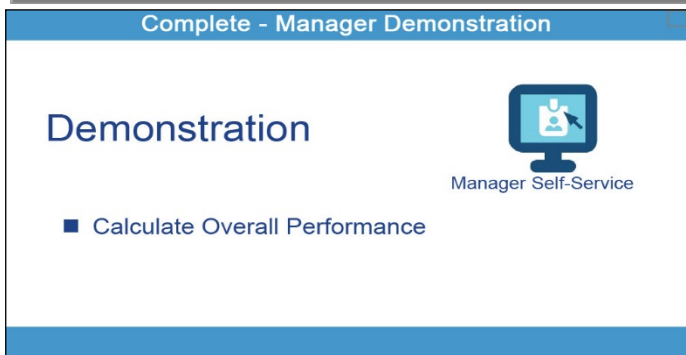 Complete - Manager Demonstration
Demonstration
Manager Self-Service
■ Calculate Overall Performance